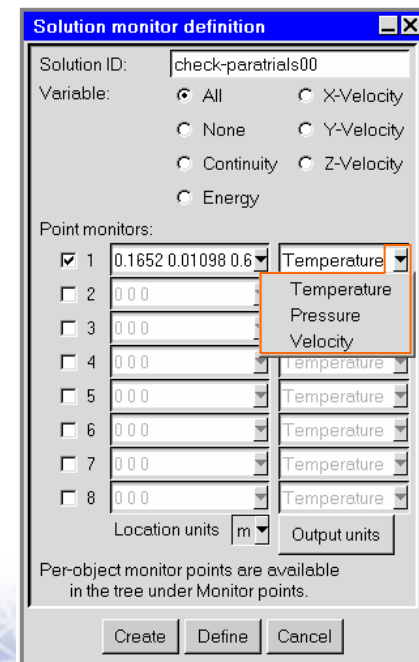 Solution monitor definition
Solution ID: check-paratrials00
Variable: All X-Velocity
None Y-Velocity
Continuity Z-Velocity
Energy
Point monitors:
1 0.1652 0.01098 0.6 Temperature
2 0 0 0 Temperature
3 0 0 0 Pressure
Velocity
4 0 0 0 Temperature
5 0 0 0 Temperature
6 0 0 0 Temperature
7 0 0 0 Temperature
8 0 0 0 Temperature
Location units m Output units
Per-object monitor points are available
in the tree under Monitor points.
Create Define Cancel